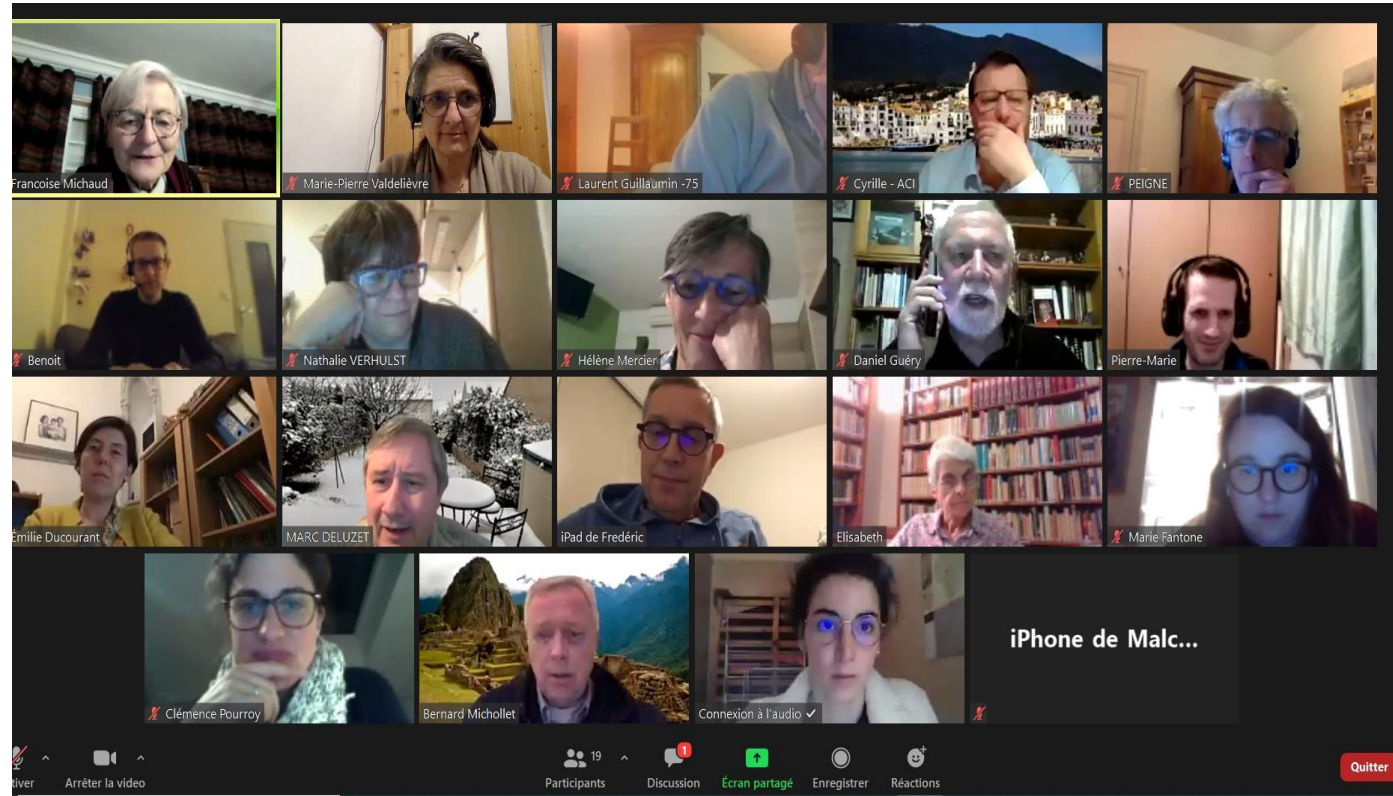 Francoise Michaud
Marie-Pierre Valdelièvre
Laurent Guillaumin -75
Cyrille - ACI
PEIGNE
Benoit
Nathalie VERHULST
Hélène Mercier
Daniel Guéry
Pierre-Marie
Émilie Ducourant
MARC DELUZET
iPad de Fredéric
Elisabeth
Marie Fantone
Clémence Pourroy
Bernard Michollet
Connexion à l'audio ✓
iPhone de Malc...
tiver
Arrêter la video
19
Participants
1
Discussion
Écran partagé
Enregistrer
Réactions
Quitter